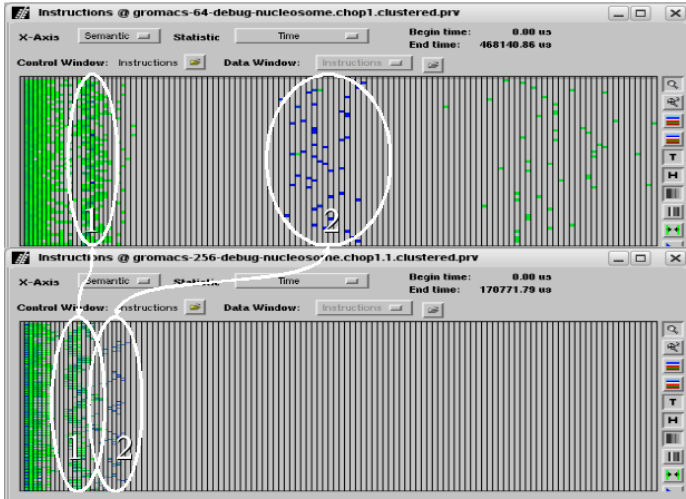 Instructions @ gromacs-64-debug-nucleosome.chop1.clustered.prv
X-Axis Semantic Statistic Time Begin time: 0.00 us
End time: 468140.86 us
Control Window: Instructions Data Window: Instructions
T
H
1 2
Instructions @ gromacs-256-debug-nucleosome.chop1.1.clustered.prv
X-Axis Semantic Statistic Time Begin time: 0.00 us
End time: 170771.79 us
Control Window: Instructions Data Window: Instructions
T
H
1 2